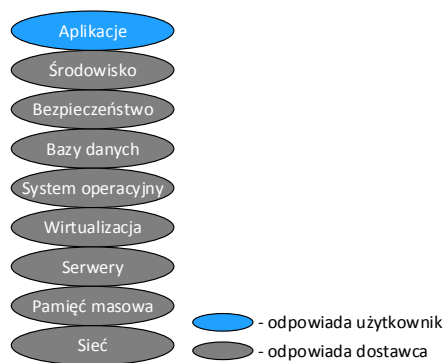 Aplikacje
Środowisko
Bezpieczeństwo
Bazy danych
System operacyjny
Wirtualizacja
Serwery
Pamięć masowa
Sieć
- odpowiada użytkownik
- odpowiada dostawca